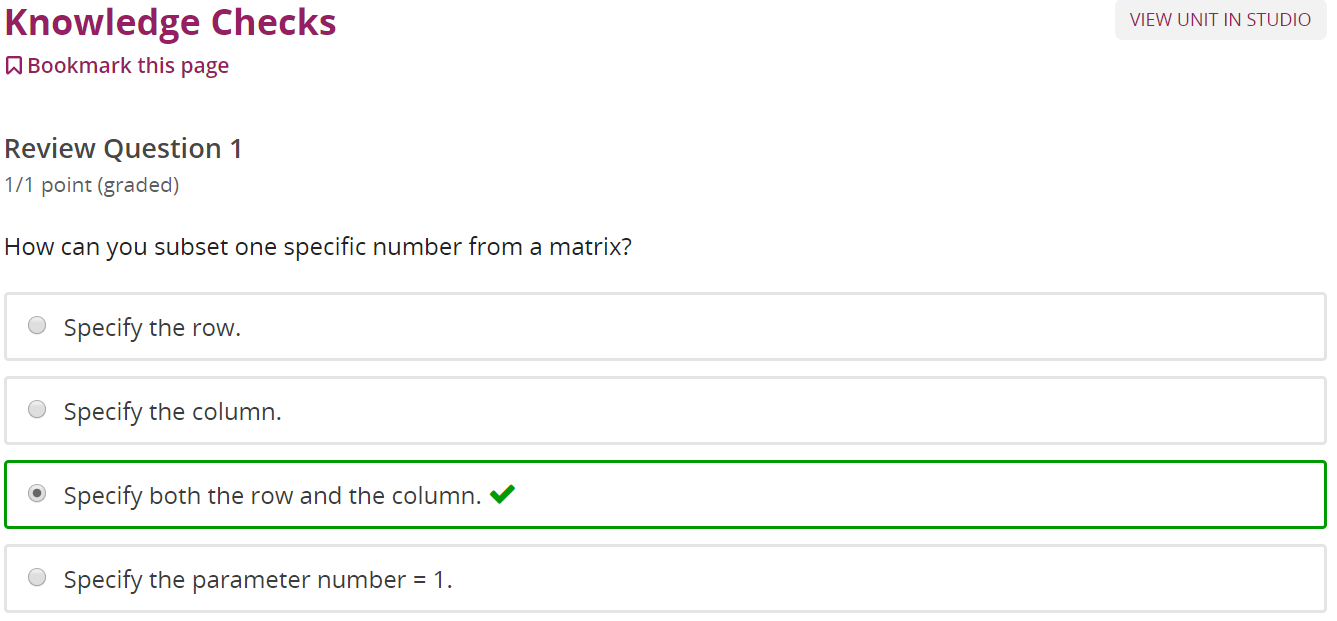 Knowledge Checks
VIEW UNIT IN STUDIO
Bookmark this page
Review Question 1
1/1 point (graded)
How can you subset one specific number from a matrix?
Specify the row.
Specify the column.
Specify both the row and the column.
Specify the parameter number = 1.